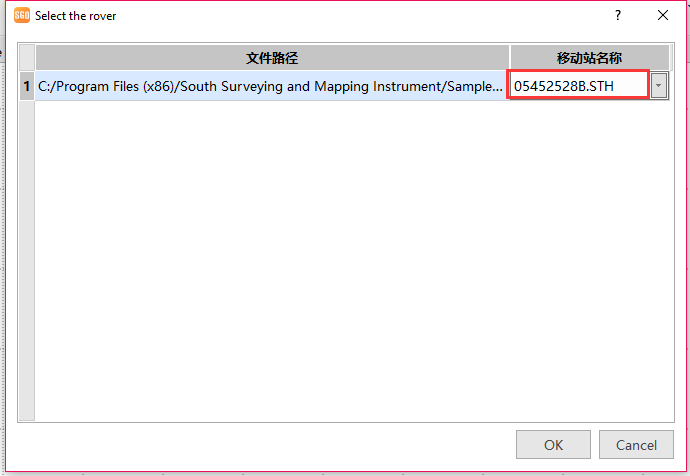 SGO Select the rover ?
文件路径 移动站名称
1 C:/Program Files (x86)/South Surveying and Mapping Instrument/Sample... 05452528B.STH
OK Cancel